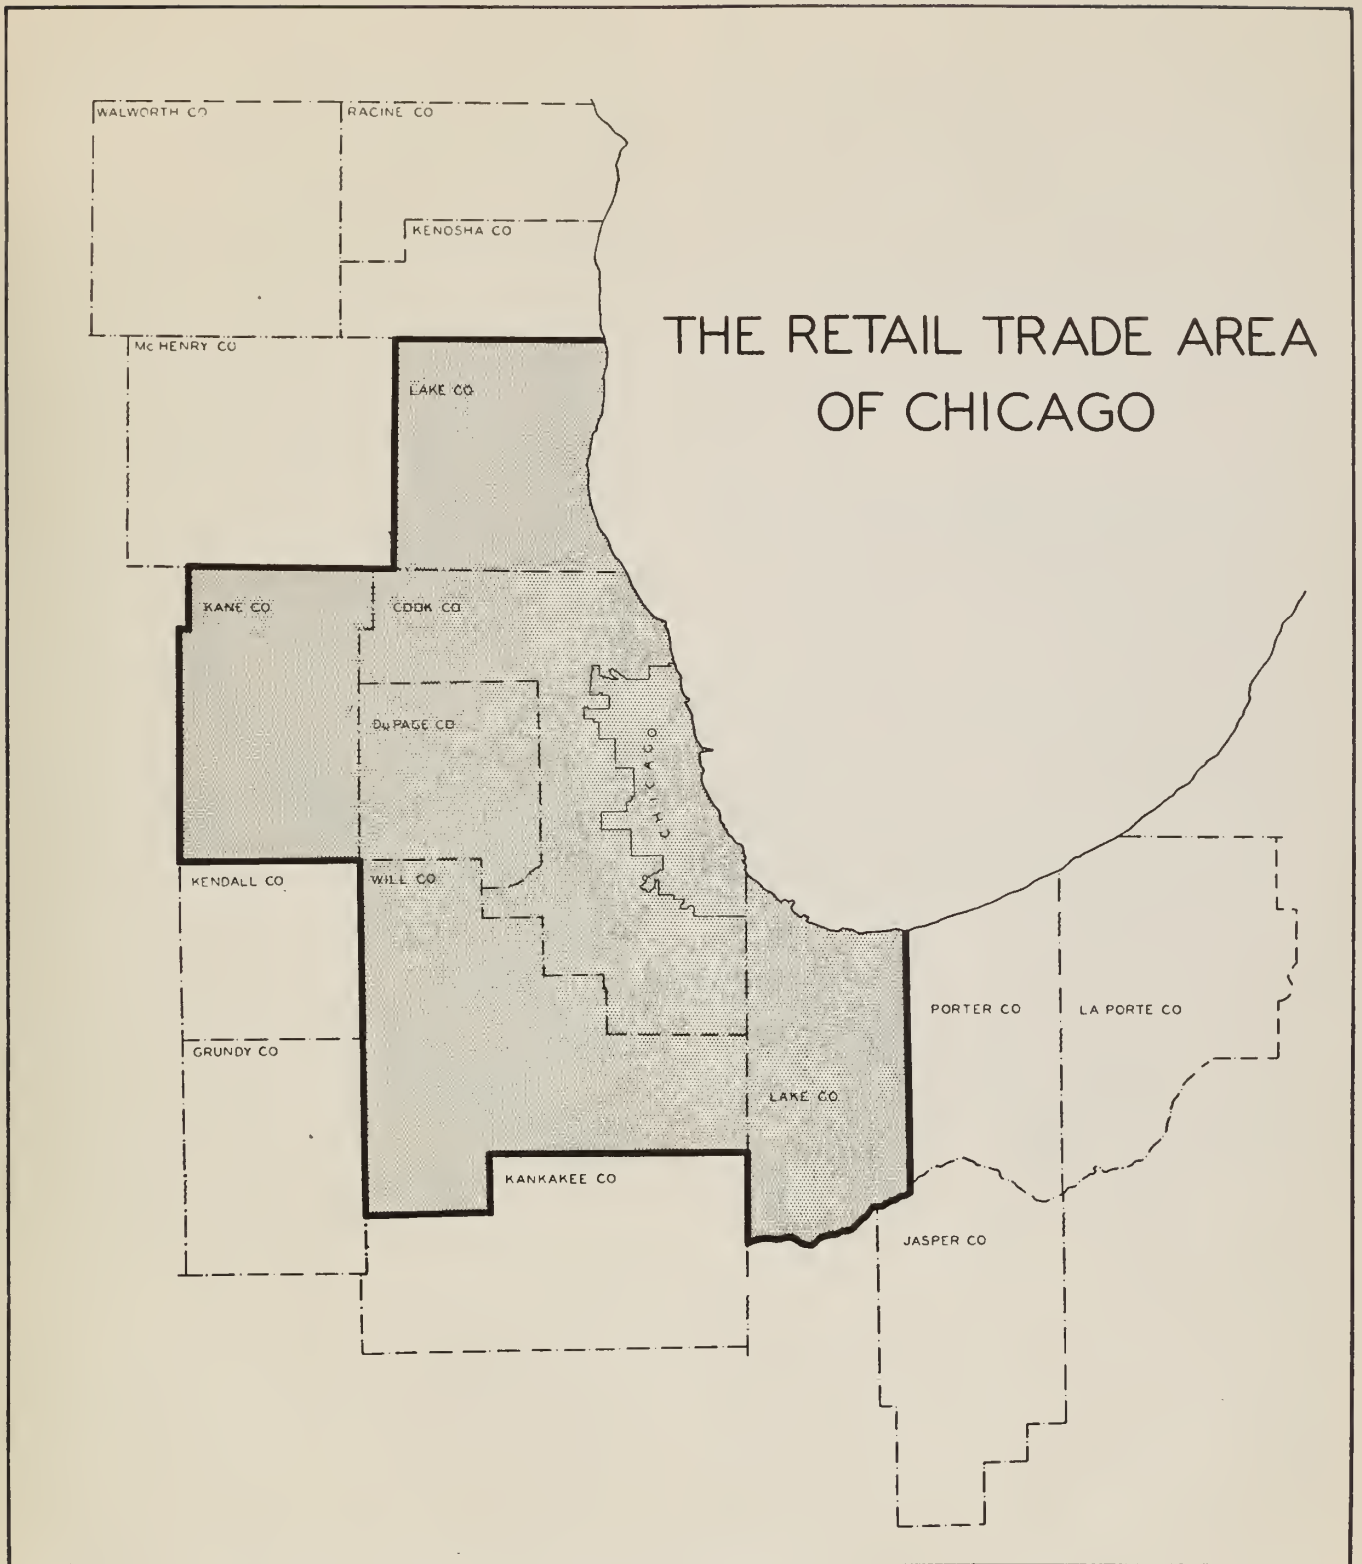 WALWORTH CO
RACINE CO
KENOSHA CO
THE RETAIL TRADE AREA
OF CHICAGO
McHENRY CO
LAKE CO
KANE CO
COOK CO
DuPAGE CO
CHICAGO
KENDALL CO
WILL CO
PORTER CO
LA PORTE CO
GRUNDY CO
LAKE CO
KANKAKEE CO
JASPER CO